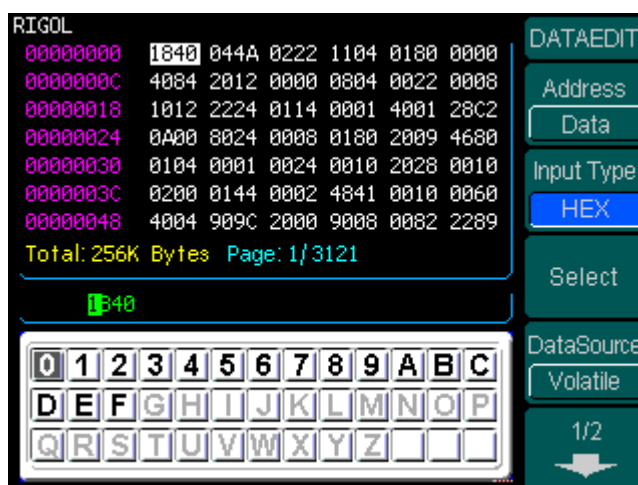 RIGOL
00000000 1840 044A 0222 1104 0180 0000
0000000C 4084 2012 0000 0804 0022 0008
00000018 1012 2224 0114 0001 4001 28C2
00000024 0A00 8024 0008 0180 2009 4680
00000030 0104 0001 0024 0010 2028 0010
0000003C 0200 0144 0002 4841 0010 0060
00000048 4004 909C 2000 9008 0082 2289
Total: 256K Bytes Page: 1/3121
1840
0 1 2 3 4 5 6 7 8 9 A B C
D E F G H I J K L M N O P
Q R S T U V W X Y Z
DATAEDIT
Address
Data
Input Type
HEX
Select
DataSource
Volatile
1/2